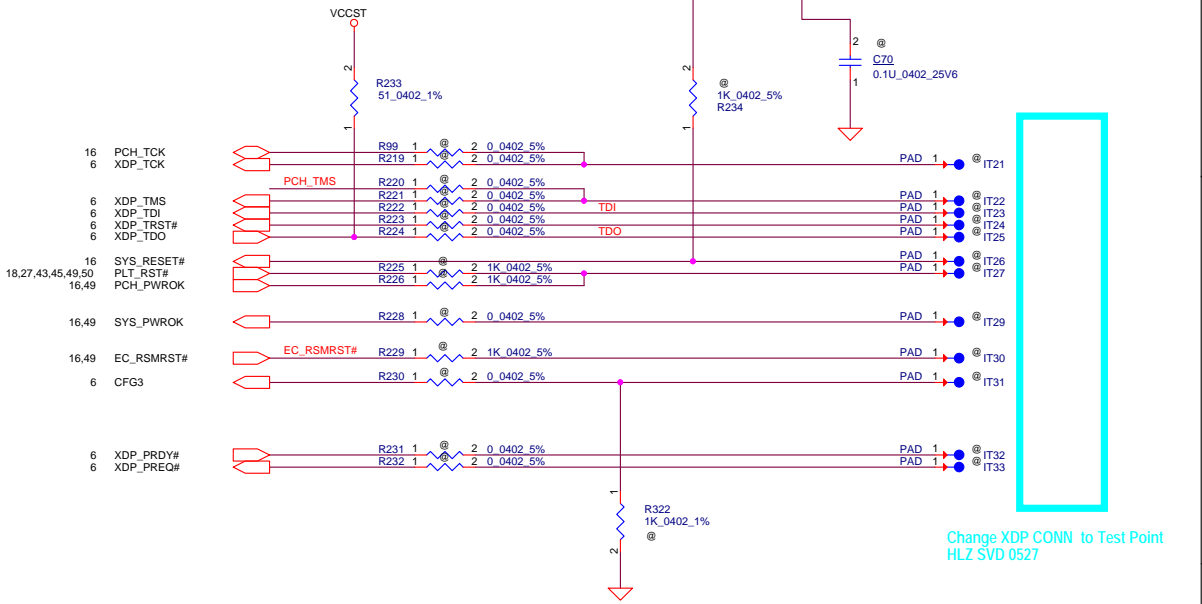 VCCST
2 @
C70
0.1U_0402_25V6
1
2
R233
51_0402_1%
1
2
@
1K_0402_5%
R234
1
16 PCH_TCK R99 1 @ 2 0_0402_5%
6 XDP_TCK R219 1 @ 2 0_0402_5% PAD 1 @ IT21
PCH_TMS R220 1 @ 2 0_0402_5%
6 XDP_TMS R221 1 @ 2 0_0402_5% PAD 1 @ IT22
6 XDP_TDI R222 1 @ 2 0_0402_5% TDI PAD 1 @ IT23
6 XDP_TRST# R223 1 @ 2 0_0402_5% PAD 1 @ IT24
6 XDP_TDO R224 1 @ 2 0_0402_5% TDO PAD 1 @ IT25
16 SYS_RESET# PAD 1 @ IT26
18,27,43,45,49,50 PLT_RST# R225 1 @ 2 1K_0402_5% PAD 1 @ IT27
16,49 PCH_PWROK R226 1 @ 2 1K_0402_5%
16,49 SYS_PWROK R228 1 @ 2 0_0402_5% PAD 1 @ IT29
16,49 EC_RSMRST# EC_RSMRST# R229 1 @ 2 1K_0402_5% PAD 1 @ IT30
6 CFG3 R230 1 @ 2 0_0402_5% PAD 1 @ IT31
6 XDP_PRDY# R231 1 @ 2 0_0402_5% PAD 1 @ IT32
6 XDP_PREQ# R232 1 @ 2 0_0402_5% PAD 1 @ IT33
1
R322
1K_0402_1%
@
2
Change XDP CONN to Test Point
HLZ SVD 0527